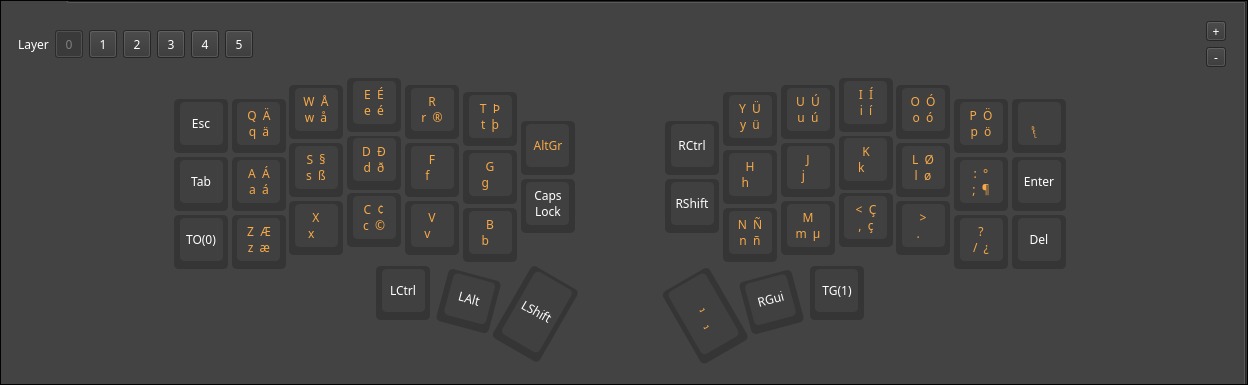 Layer 0 1 2 3 4 5
+
-
Esc
Q Ä
q ä
W Å
w å
E É
e é
R
r ®
T Þ
t þ
AltGr
RCtrl
Y Ü
y ü
U Ú
u ú
I Í
i í
O Ó
o ó
P Ö
p ö
Tab
A Á
a á
S §
s ß
D Ð
d ð
F
f
G
g
Caps
Lock
RShift
H
h
J
j
K
k
L Ø
l ø
: °
; ¶
Enter
TO(0)
Z Æ
z æ
X
x
C ¢
c ©
V
v
B
b
N Ñ
n ñ
M
m µ
< Ç
, ç
>
.
?
/ ¿
Del
LCtrl
LAlt
LShift
RGui
TG(1)